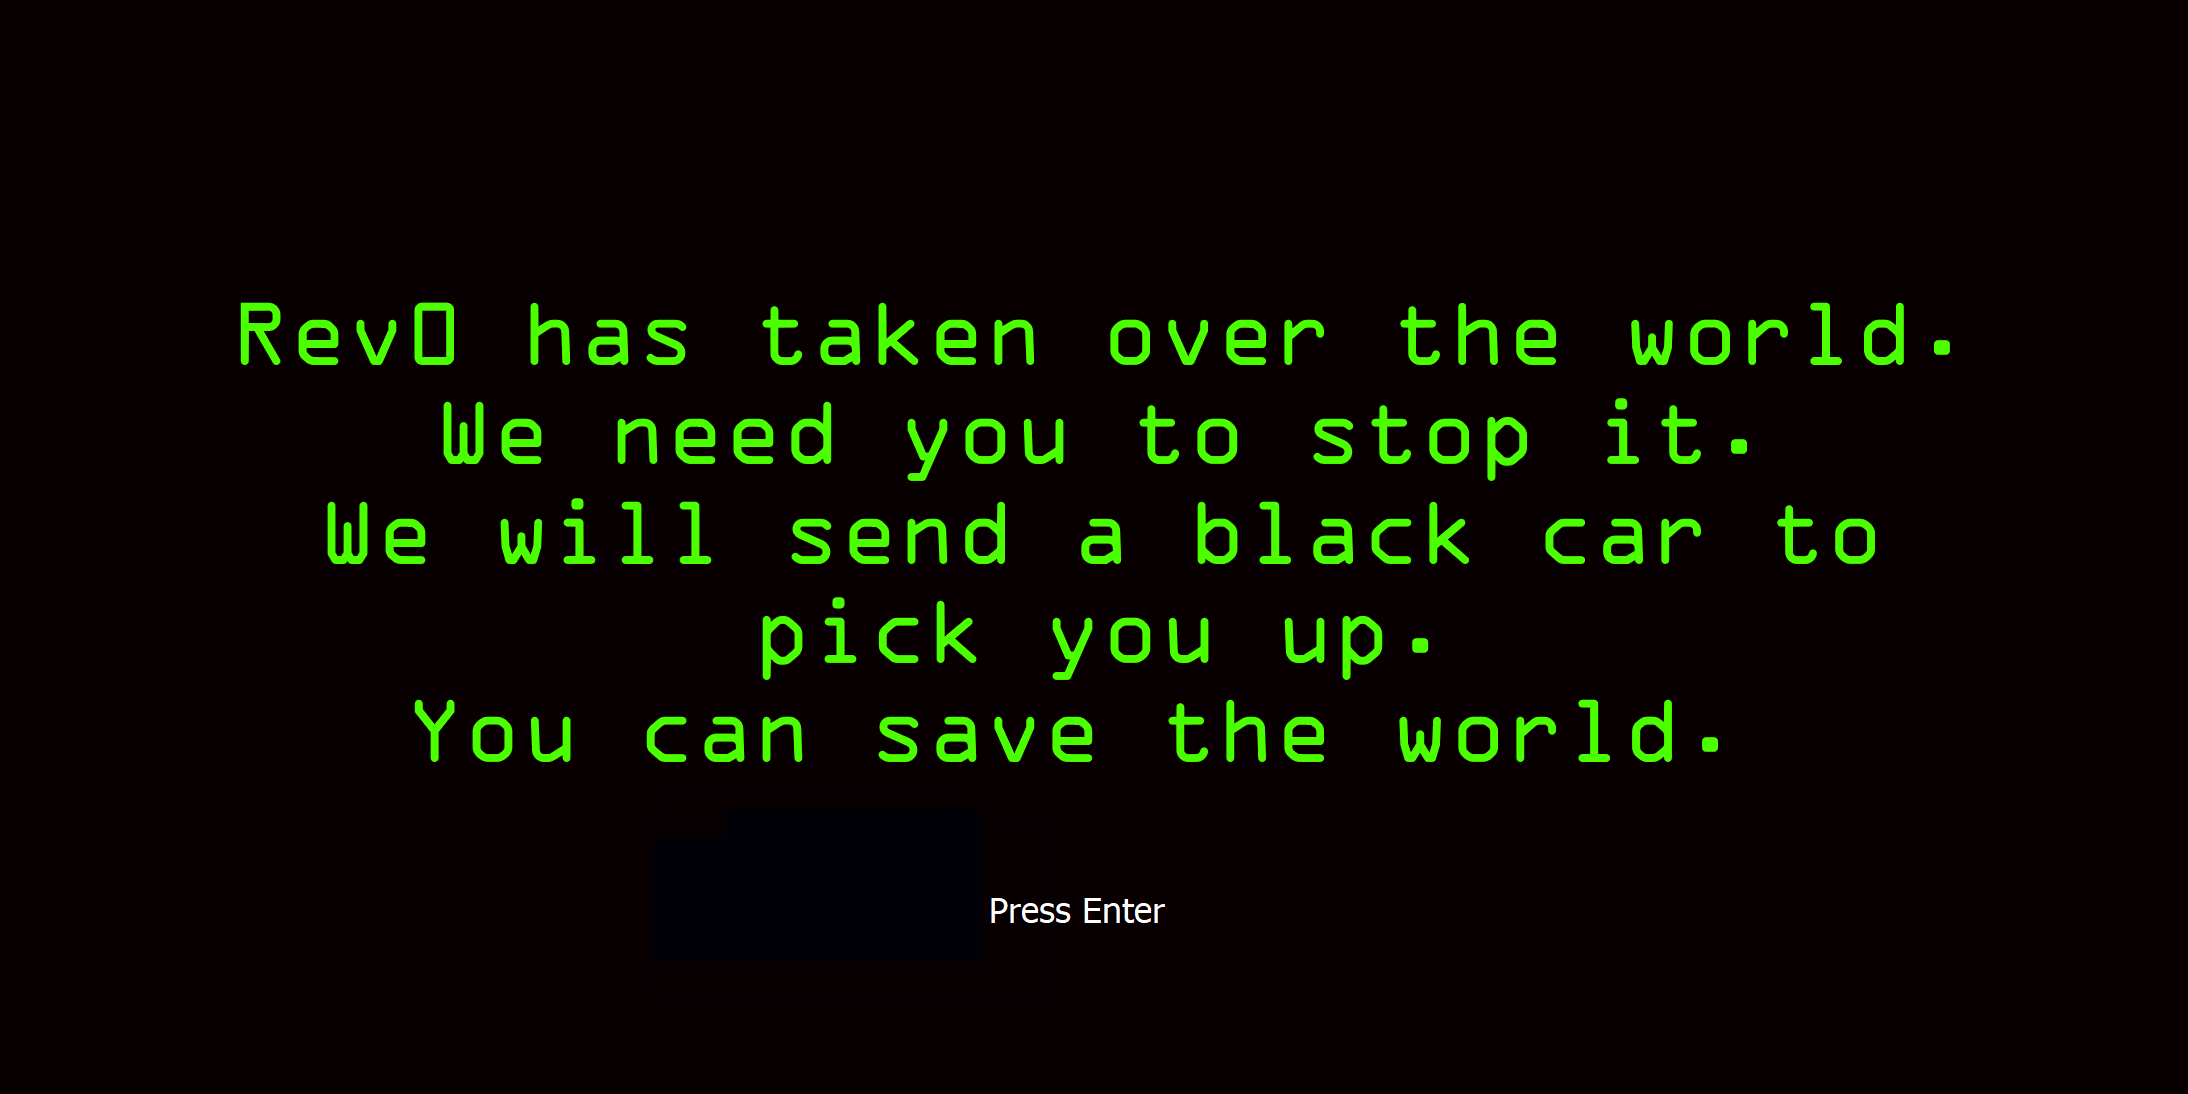 RevO has taken over the world.
We need you to stop it.
We will send a black car to
pick you up.
You can save the world.
Press Enter